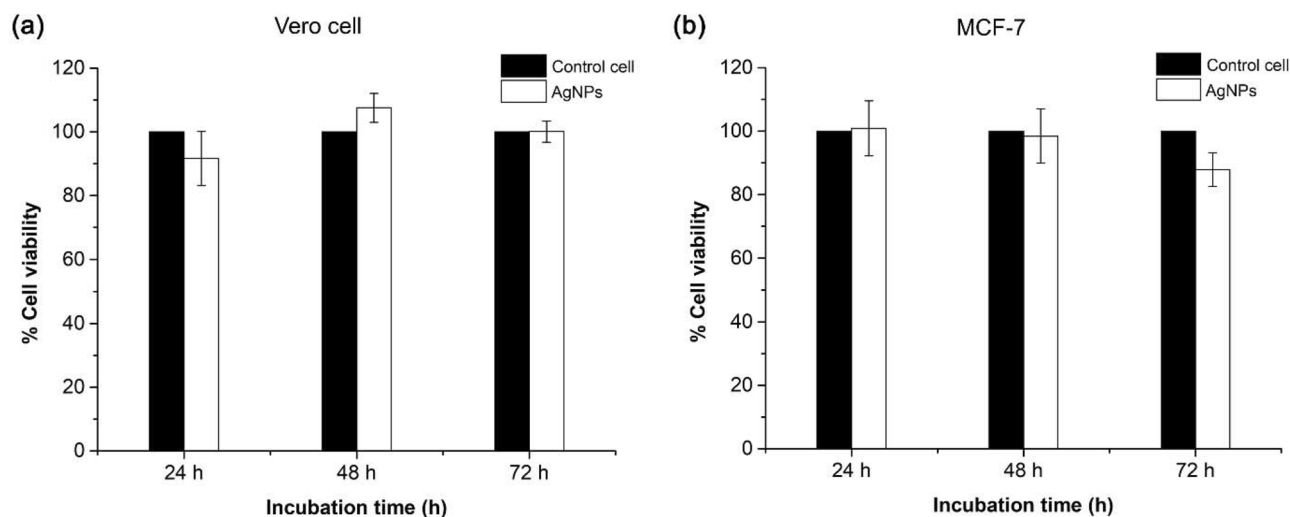 (a)
Vero cell
Control cell
AgNPs
% Cell viability
120
100
80
60
40
20
0
24 h 48 h 72 h
Incubation time (h)
(b)
MCF-7
Control cell
AgNPs
% Cell viability
120
100
80
60
40
20
0
24 h 48 h 72 h
Incubation time (h)